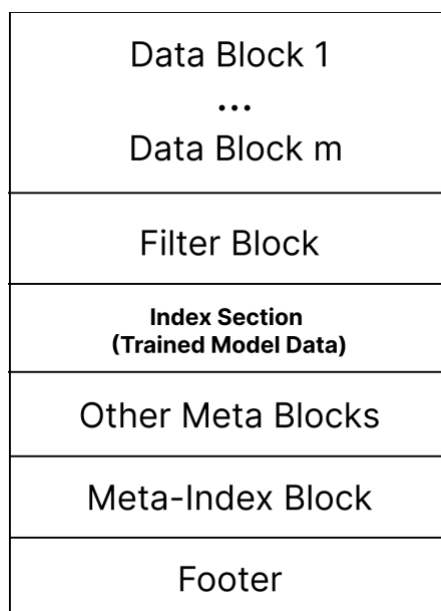 Data Block 1
...
Data Block m
Filter Block
Index Section
(Trained Model Data)
Other Meta Blocks
Meta-Index Block
Footer